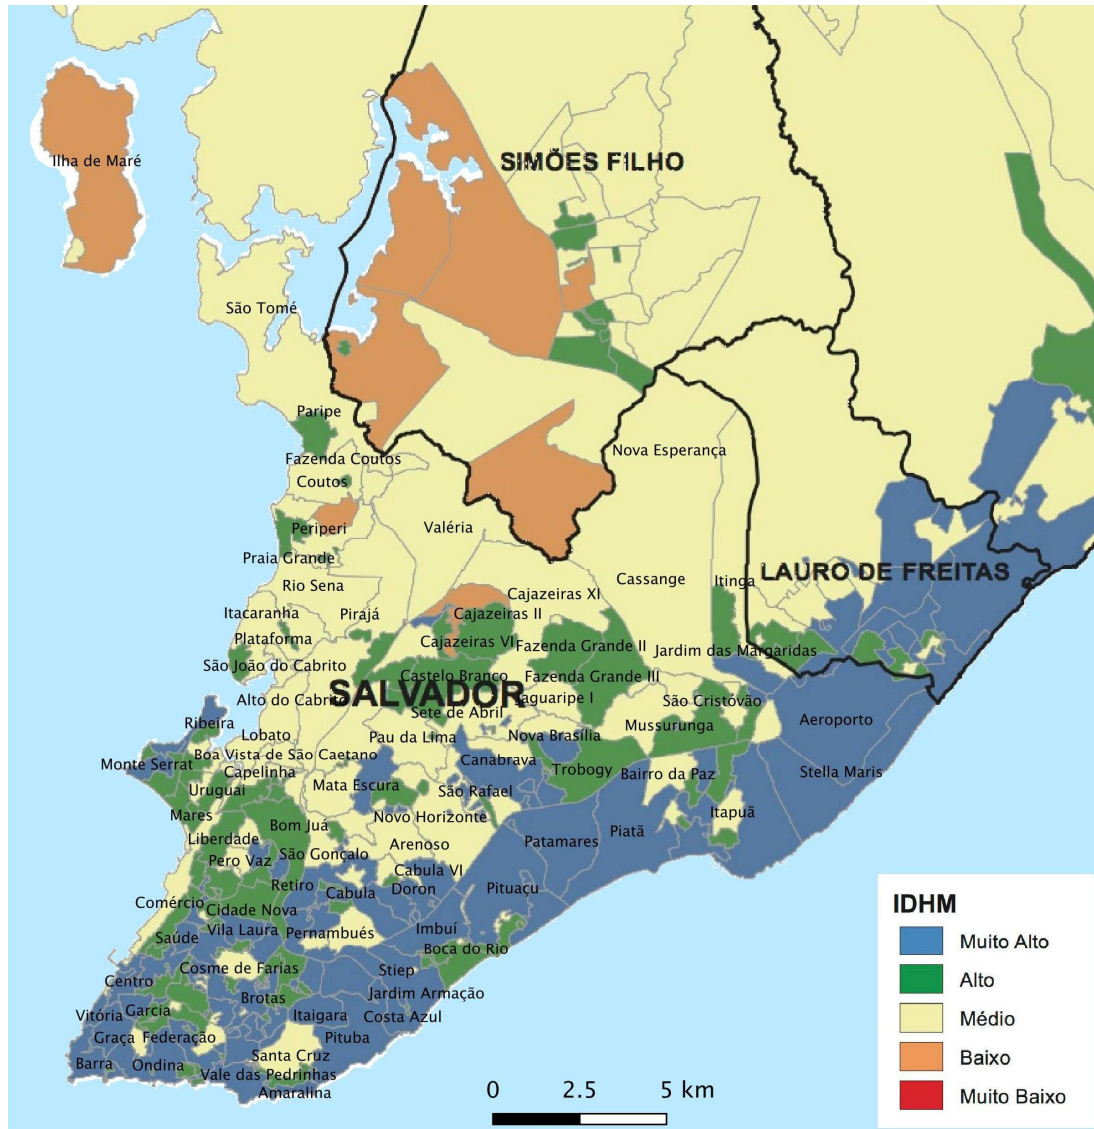 Ilha de Maré
SIMÕES FILHO
São Tomé
Paripe
Fazenda Coutos
Nova Esperança
Coutos
Periperi
Valéria
Praia Grande
Cassange
Itinga
LAURO DE FREITAS
Rio Sena
Cajazeiras XI
Itacaranha
Pirajá
Cajazeiras II
Plataforma
Cajazeiras VI
Fazenda Grande II
Jardim das Margaridas
São João do Cabrito
Castelo Branco
Fazenda Grande III
SALVADOR
Alto do Cabrito
Jaguaripe I
São Cristóvão
Sete de Abril
Aeroporto
Ribeira
Lobato
Pau da Lima
Nova Brasília
Mussurunga
Boa Vista de São Caetano
Monte Serrat
Canabrava
Capelinha
Trobogy
Bairro da Paz
Stella Maris
Uruguai
Mata Escura
São Rafael
Mares
Novo Horizonte
Itapuã
Bom Juá
Liberdade
Piatã
Arenoso
Patamares
Pero Vaz
São Gonçalo
Cabula VI
Retiro
Cabula
Doron
Pituaçu
Comércio
Cidade Nova
Vila Laura
Pernambués
Imbuí
Saúde
Boca do Rio
Cosme de Farias
Stiep
Centro
Brotas
Jardim Armação
Vitória
Garcia
Itaigara
Costa Azul
Graça
Federação
Pituba
Santa Cruz
Barra
Ondina
Vale das Pedrinhas
Amaralina
0 2.5 5 km
IDHM
Muito Alto
Alto
Médio
Baixo
Muito Baixo